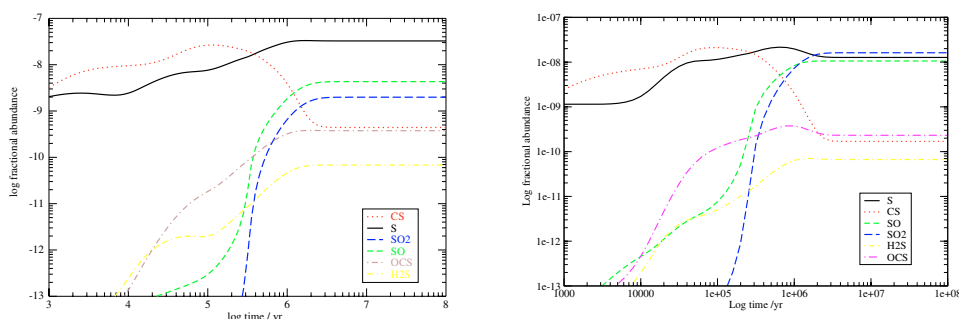 -7
-8
-9
-10
-11
-12
-13
log fractional abundance
3
4
5
6
7
8
log time / yr
CS
S
SO2
SO
OCS
H2S
1e-07
1e-08
1e-09
1e-10
1e-11
1e-12
1e-13
Log fractional abundance
1000
10000
1e+05
1e+06
1e+07
1e+08
Log time /yr
S
CS
SO
SO2
H2S
OCS